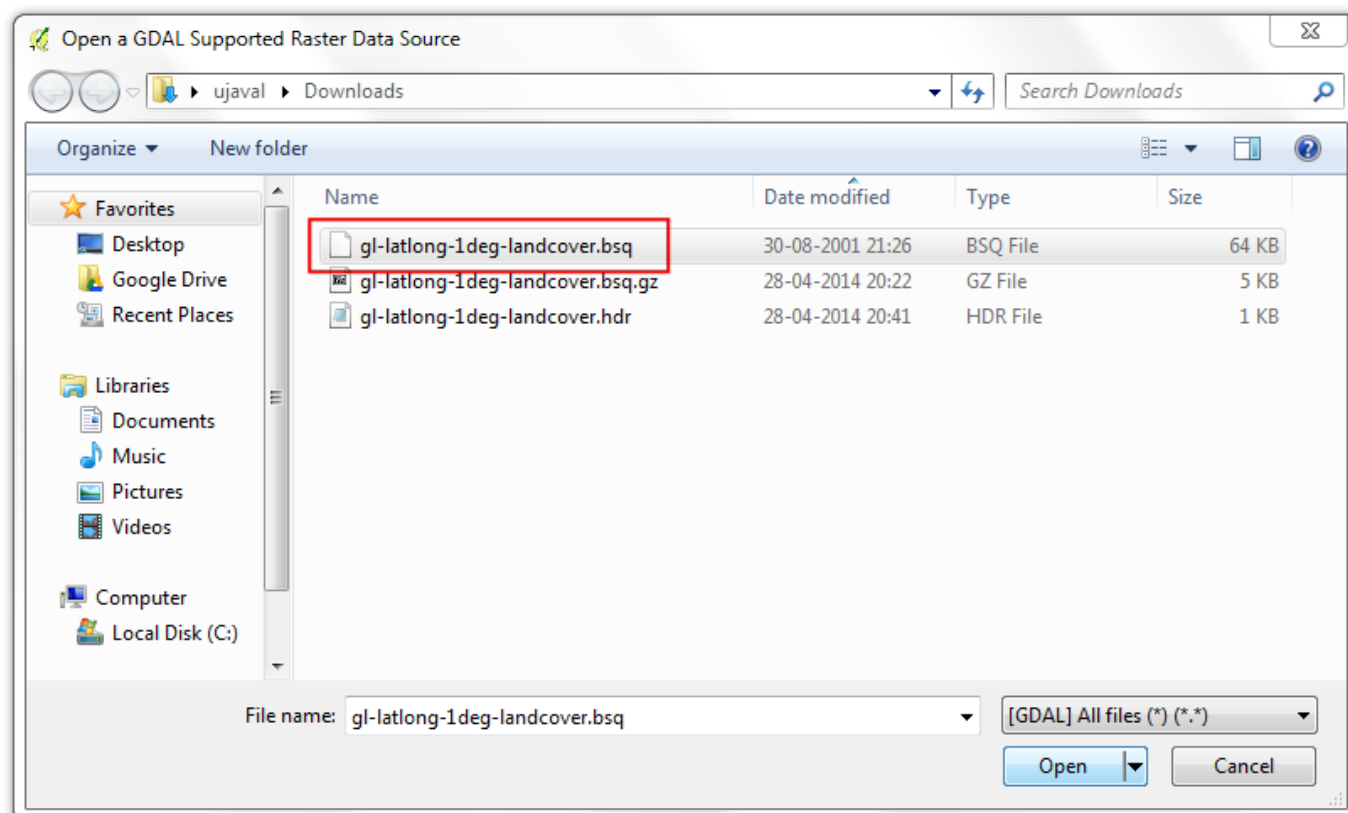 Open a GDAL Supported Raster Data Source
ujaval Downloads
Search Downloads
Organize New folder
Favorites
Desktop
Google Drive
Recent Places
Libraries
Documents
Music
Pictures
Videos
Computer
Local Disk (C:)
Name Date modified Type Size
gl-latlong-1deg-landcover.bsq 30-08-2001 21:26 BSQ File 64 KB
gl-latlong-1deg-landcover.bsq.gz 28-04-2014 20:22 GZ File 5 KB
gl-latlong-1deg-landcover.hdr 28-04-2014 20:41 HDR File 1 KB
File name: gl-latlong-1deg-landcover.bsq [GDAL] All files (*) (*.*)
Open Cancel